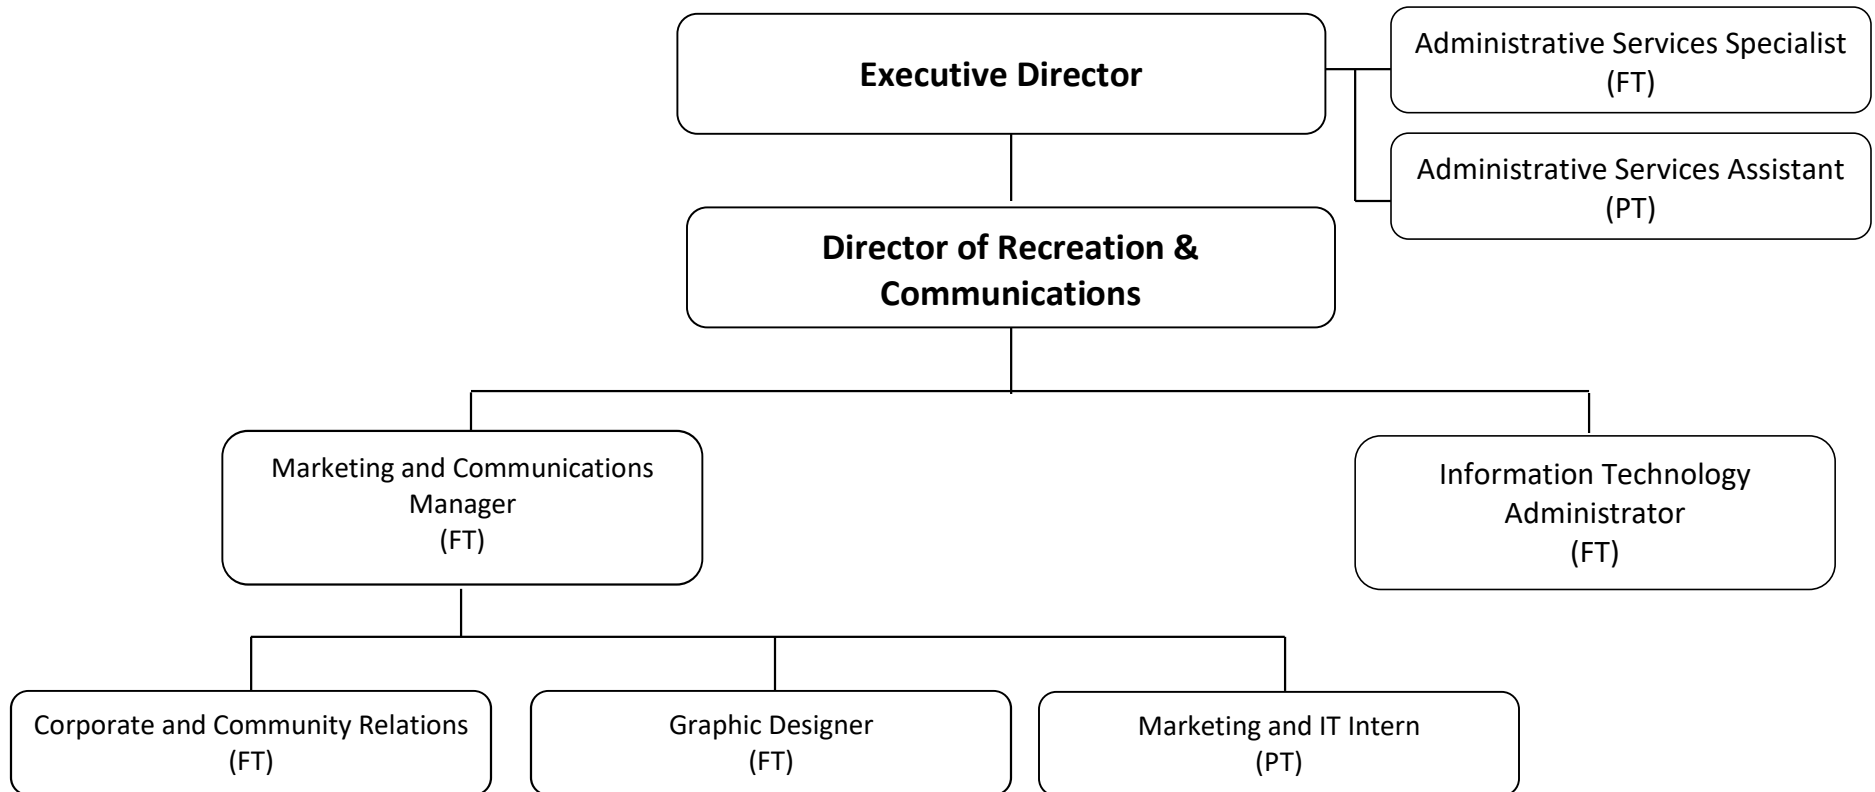 Executive Director
Administrative Services Specialist
(FT)
Administrative Services Assistant
(PT)
Director of Recreation &
Communications
Marketing and Communications
Manager
(FT)
Information Technology
Administrator
(FT)
Corporate and Community Relations
(FT)
Graphic Designer
(FT)
Marketing and IT Intern
(PT)